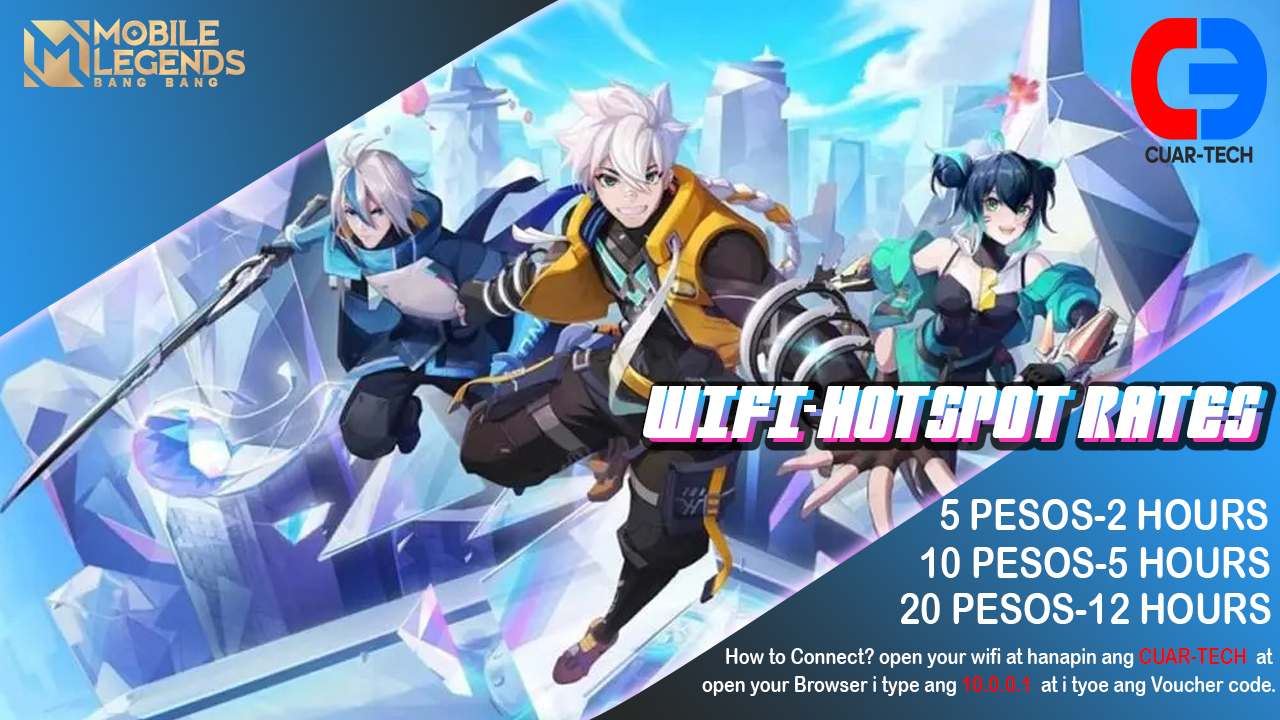 MOBILE
LEGENDS
BANG BANG
CUAR-TECH
WIFI-HOTSPOT RATES
5 PESOS-2 HOURS
10 PESOS-5 HOURS
20 PESOS-12 HOURS
How to Connect? open your wifi at hanapin ang CUAR-TECH at
open your Browser i type ang 10.0.0.1 at i tyoe ang Voucher code.